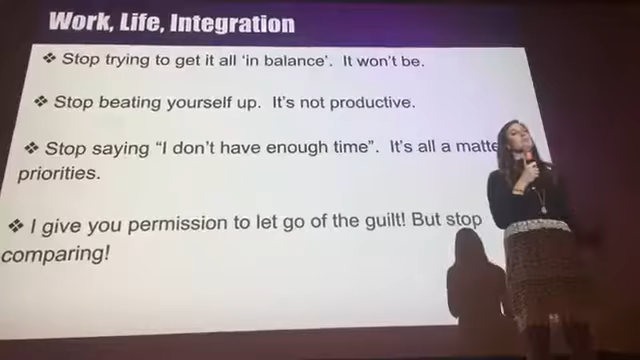 Work, Life, Integration
❖ Stop trying to get it all 'in balance'. It won't be.
❖ Stop beating yourself up. It's not productive.
❖ Stop saying “I don't have enough time”. It's all a matte
priorities.
❖ I give you permission to let go of the guilt! But stop
comparing!